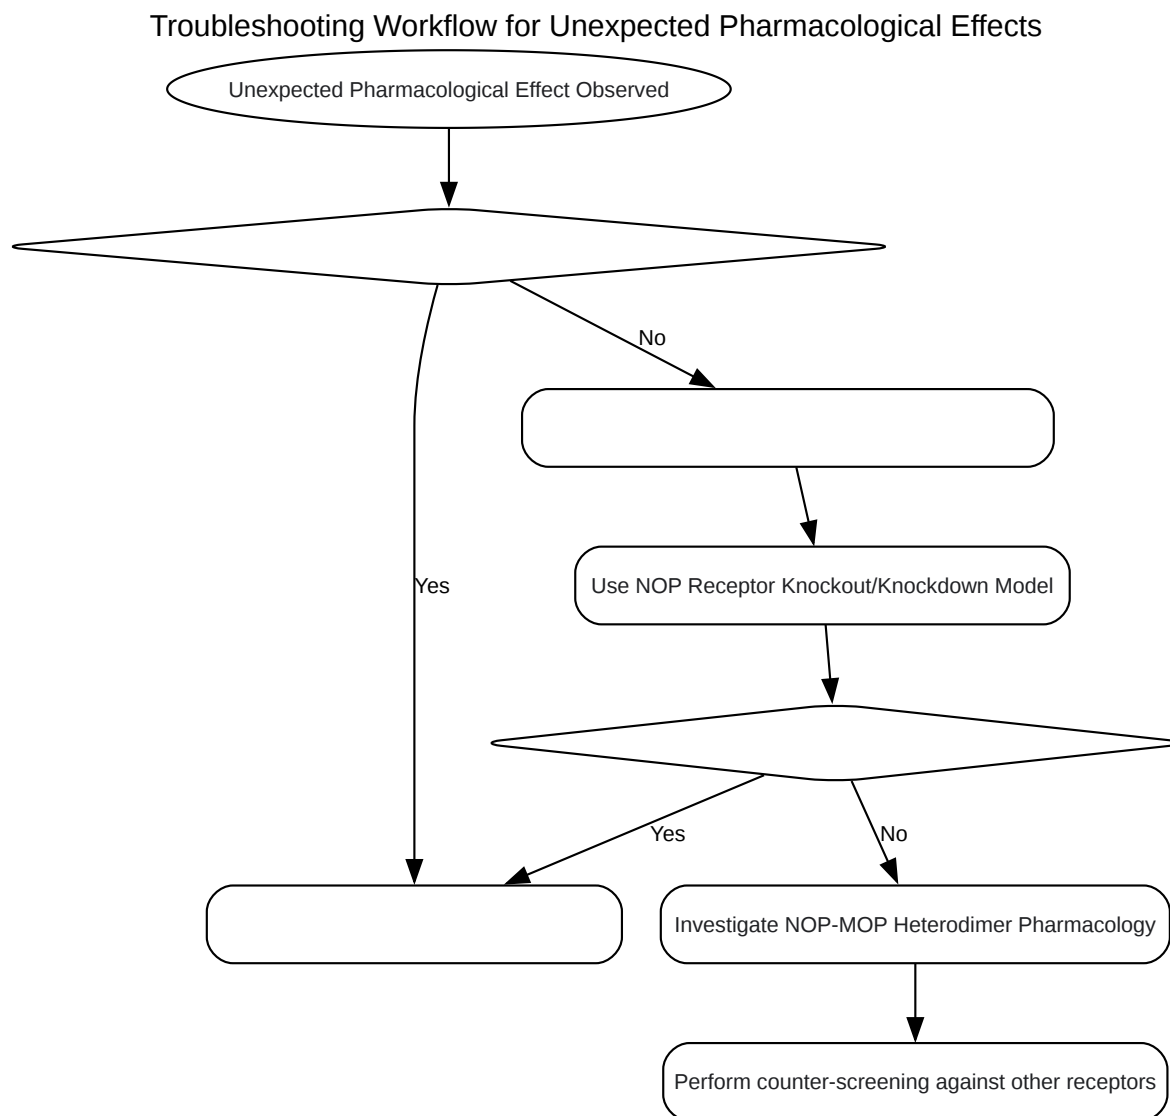 Troubleshooting Workflow for Unexpected Pharmacological Effects
Unexpected Pharmacological Effect Observed
No
Yes
Use NOP Receptor Knockout/Knockdown Model
Yes
No
Investigate NOP-MOP Heterodimer Pharmacology
Perform counter-screening against other receptors